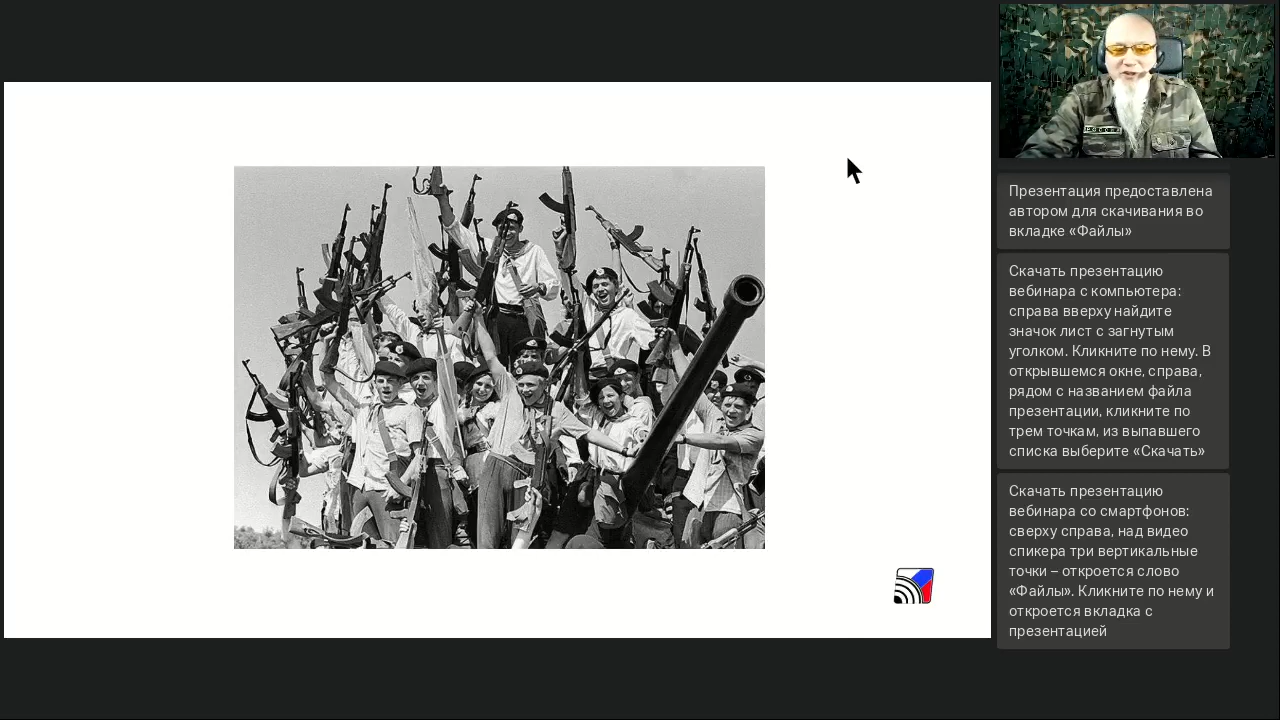 РОССИЯ
Презентация предоставлена
автором для скачивания во
вкладке «Файлы»
Скачать презентацию
вебинара с компьютера:
справа вверху найдите
значок лист с загнутым
уголком. Кликните по нему. В
открывшемся окне, справа,
рядом с названием файла
презентации, кликните по
трем точкам, из выпавшего
списка выберите «Скачать»
Скачать презентацию
вебинара со смартфонов:
сверху справа, над видео
спикера три вертикальные
точки – откроется слово
«Файлы». Кликните по нему и
откроется вкладка с
презентацией